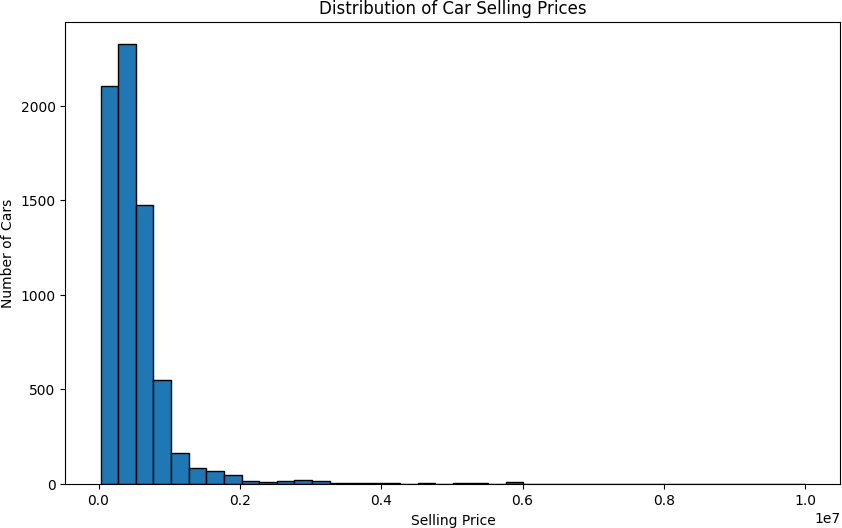 Distribution of Car Selling Prices
Number of Cars
2000
1500
1000
500
0
0.0 0.2 0.4 0.6 0.8 1.0
1e7
Selling Price